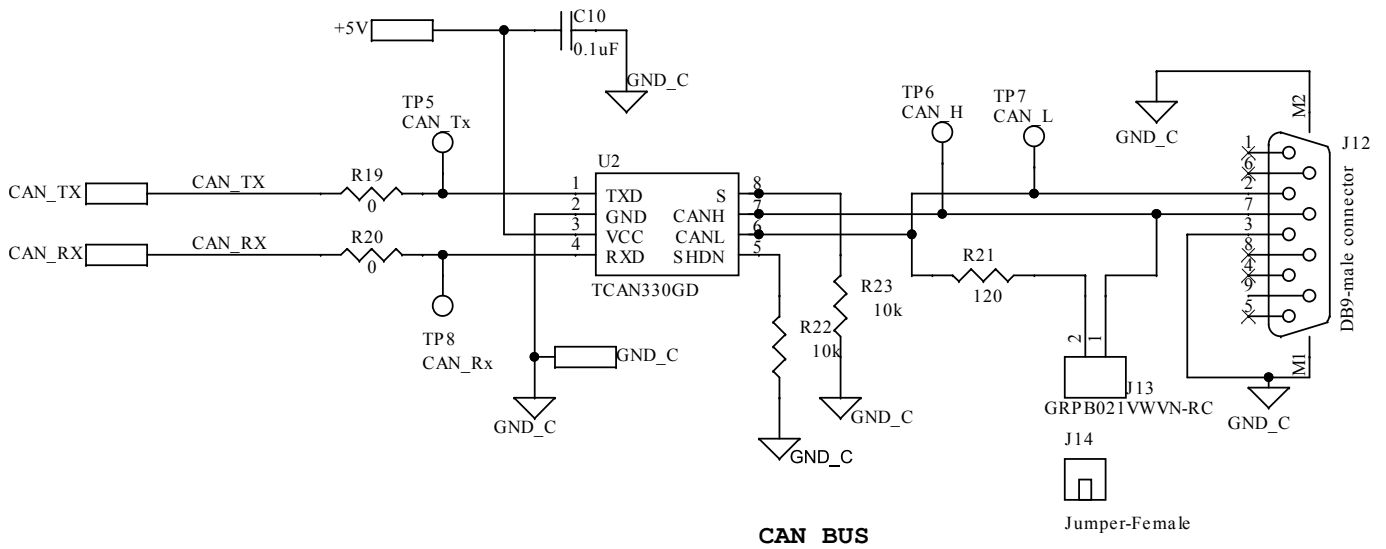 +5V
C10
0.1uF
GND_C
TP5
CAN_Tx
TP6
CAN_H
TP7
CAN_L
GND_C
M2
J12
U2
CAN_TX
CAN_TX
R19
0
1
TXD
S
8
2
GND
CANH
7
3
VCC
CANL
6
4
RXD
SHDN
5
CAN_RX
CAN_RX
R20
0
TCAN330GD
1
6
2
7
3
8
4
9
5
DB9-male connector
R21
120
R23
10k
R22
10k
TP8
CAN_Rx
GND_C
2
1
M1
J13
GRPB021VWVN-RC
GND_C
GND_C
GND_C
GND_C
J14
Jumper-Female
CAN BUS